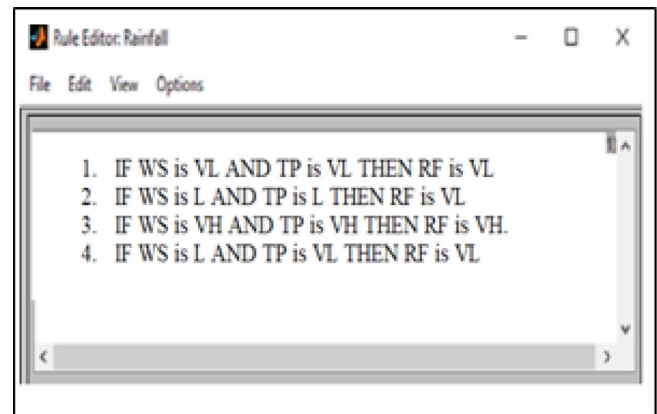 Rule Editor: Rainfall
File Edit View Options
1. IF WS is VL AND TP is VL THEN RF is VL
2. IF WS is L AND TP is L THEN RF is VL
3. IF WS is VH AND TP is VH THEN RF is VH.
4. IF WS is L AND TP is VL THEN RF is VL